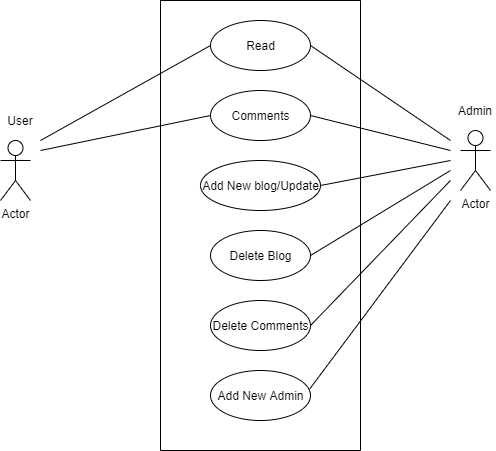 Read
Comments
Add New blog/Update
Delete Blog
Delete Comments
Add New Admin
User
Actor
Admin
Actor